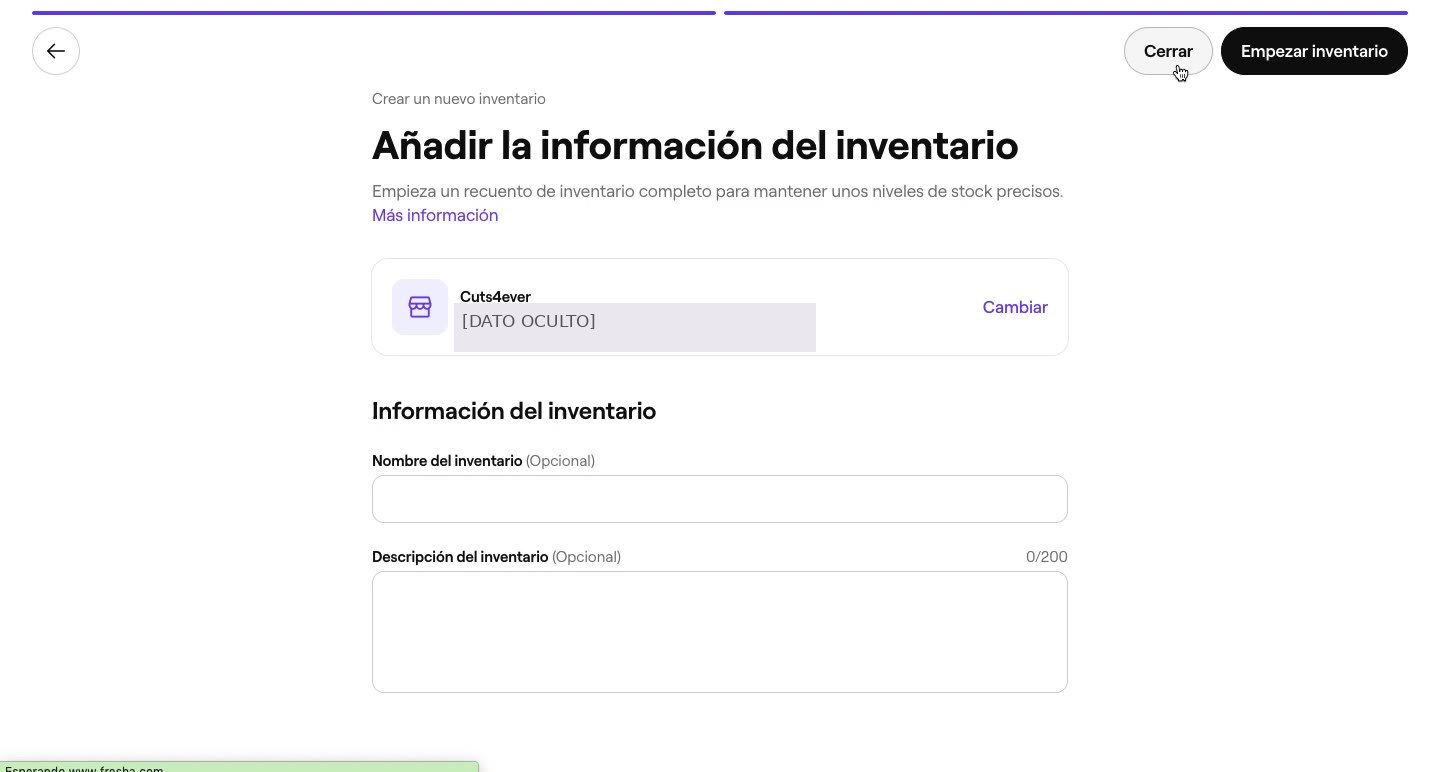 Cerrar
Empezar inventario
Crear un nuevo inventario
Añadir la información del inventario
Empieza un recuento de inventario completo para mantener unos niveles de stock precisos.
Más información
Cuts4ever
[DATO OCULTO]
Cambiar
Información del inventario
Nombre del inventario (Opcional)
Descripción del inventario (Opcional)
0/200
Esperando www.fresha.com